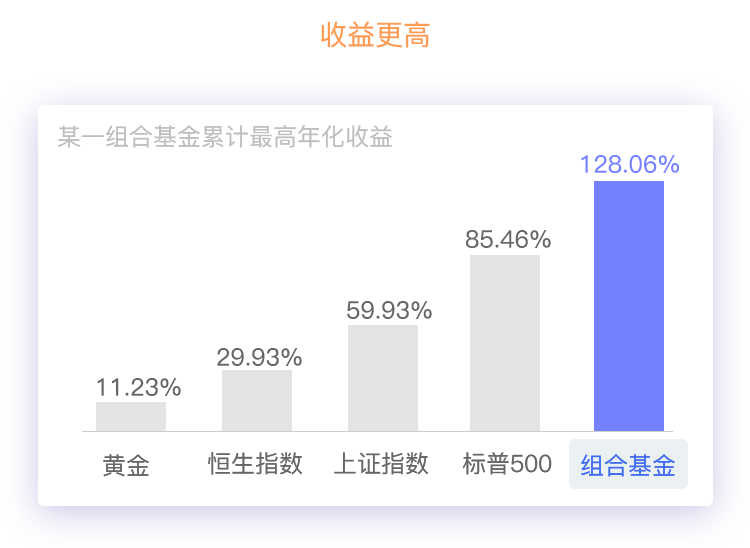 收益更高
某一组合基金累计最高年化收益
128.06%
85.46%
59.93%
29.93%
11.23%
黄金 恒生指数 上证指数 标普500 组合基金